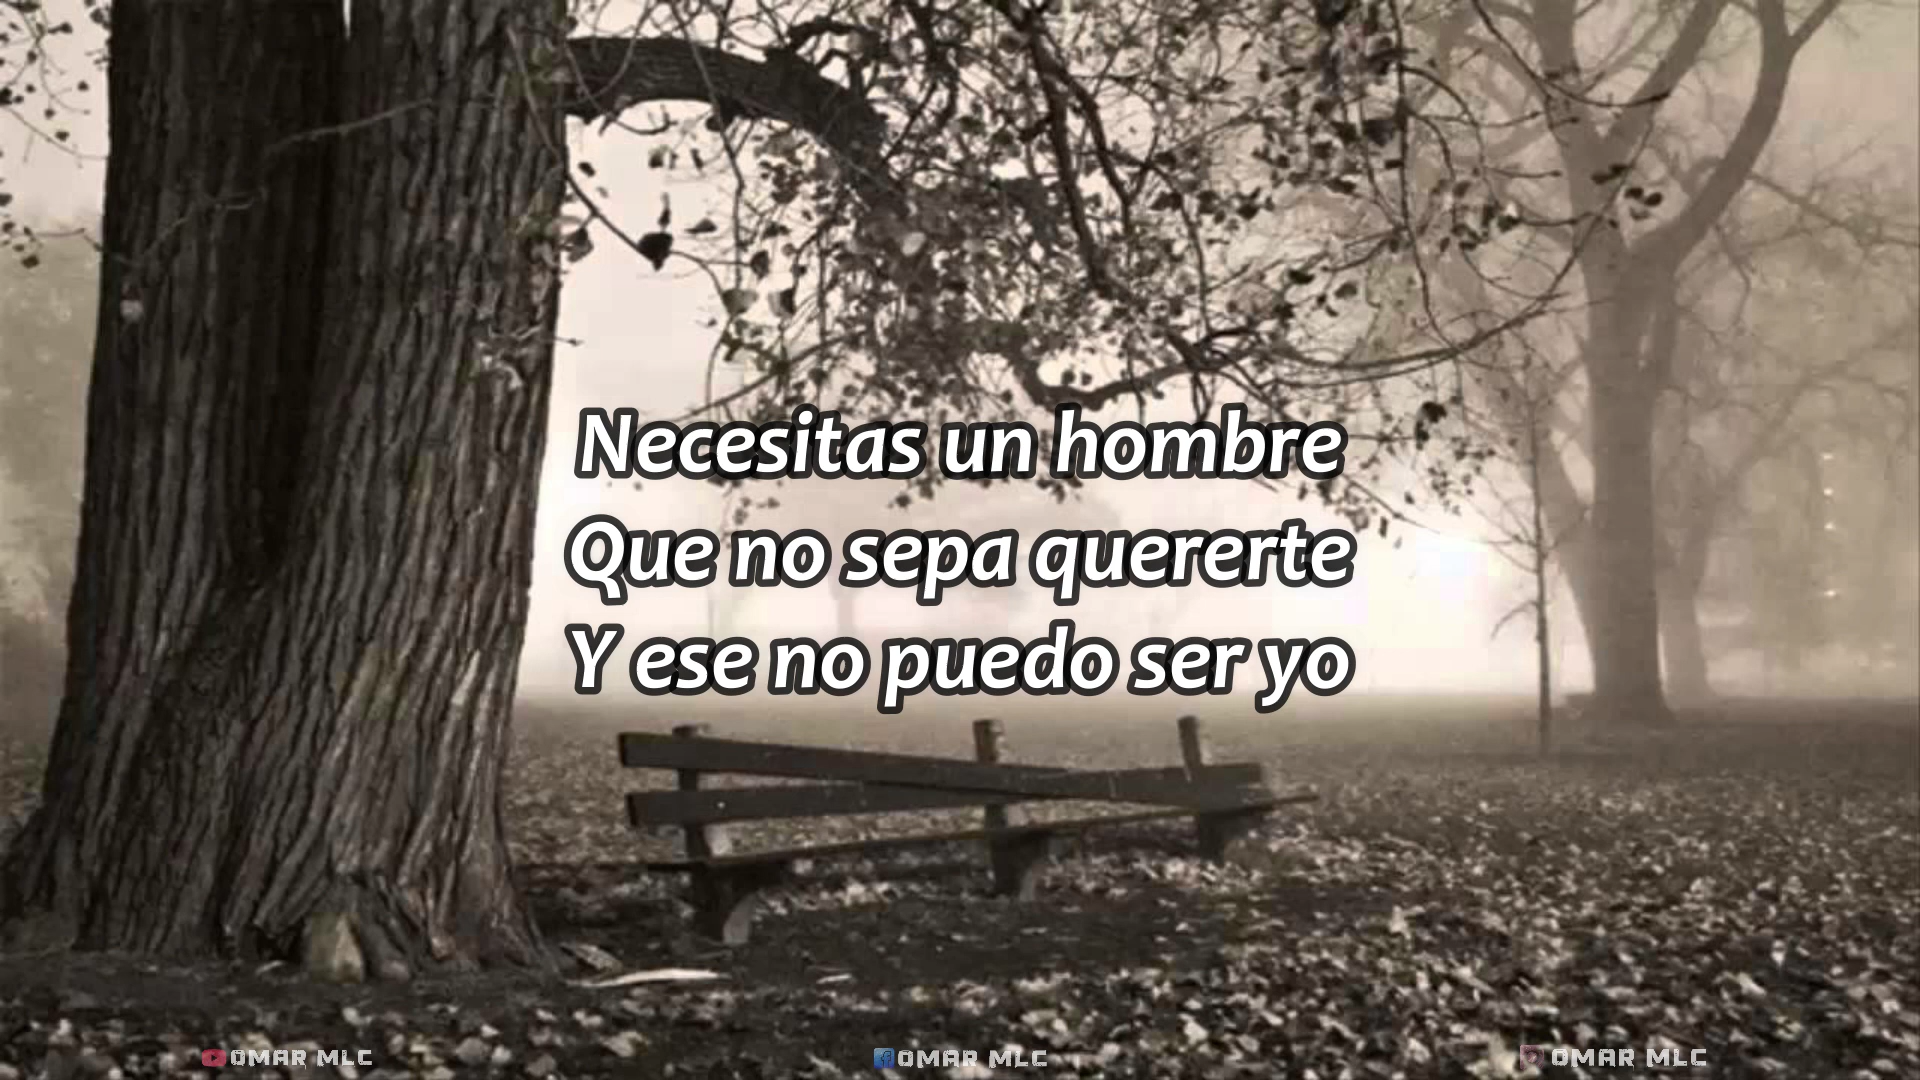 Necesitas un hombre
Que no sepa quererte
Y ese no puedo ser yo
OMAR MLC OMAR MLC OMAR MLC